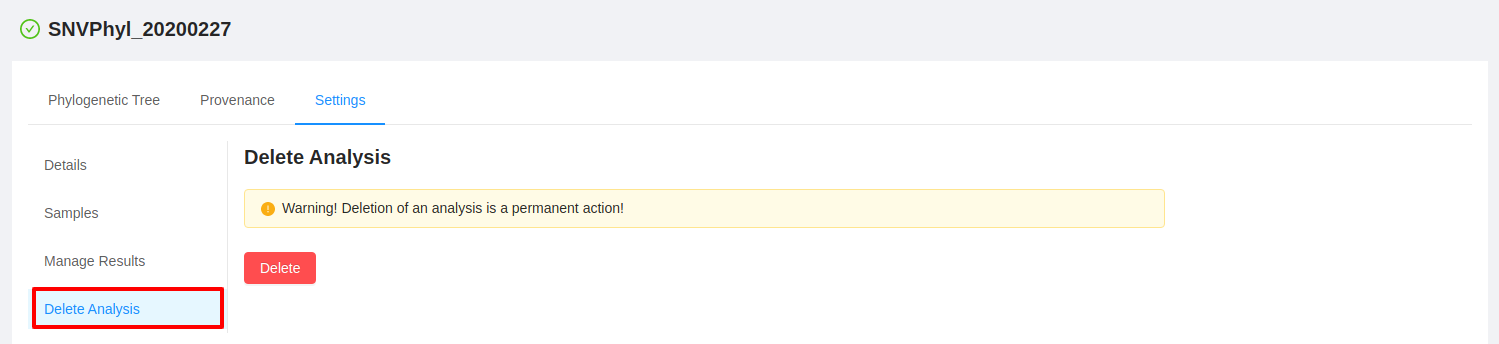 SNVPhyl_20200227
Phylogenetic Tree Provenance Settings
Details
Samples
Manage Results
Delete Analysis
Delete Analysis
Warning! Deletion of an analysis is a permanent action!
Delete